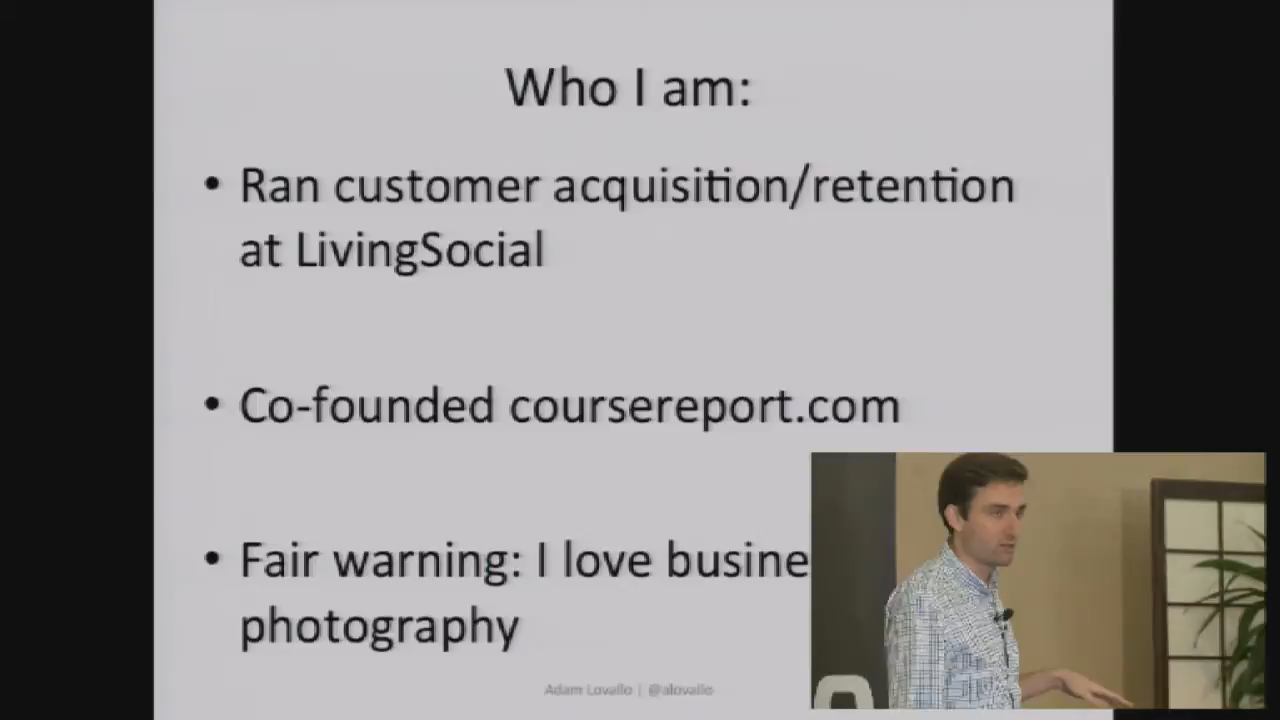 Who I am:
• Ran customer acquisition/retention
at LivingSocial
• Co-founded coursereport.com
• Fair warning: I love busine
photography
Adam Lovallo | @alovallo